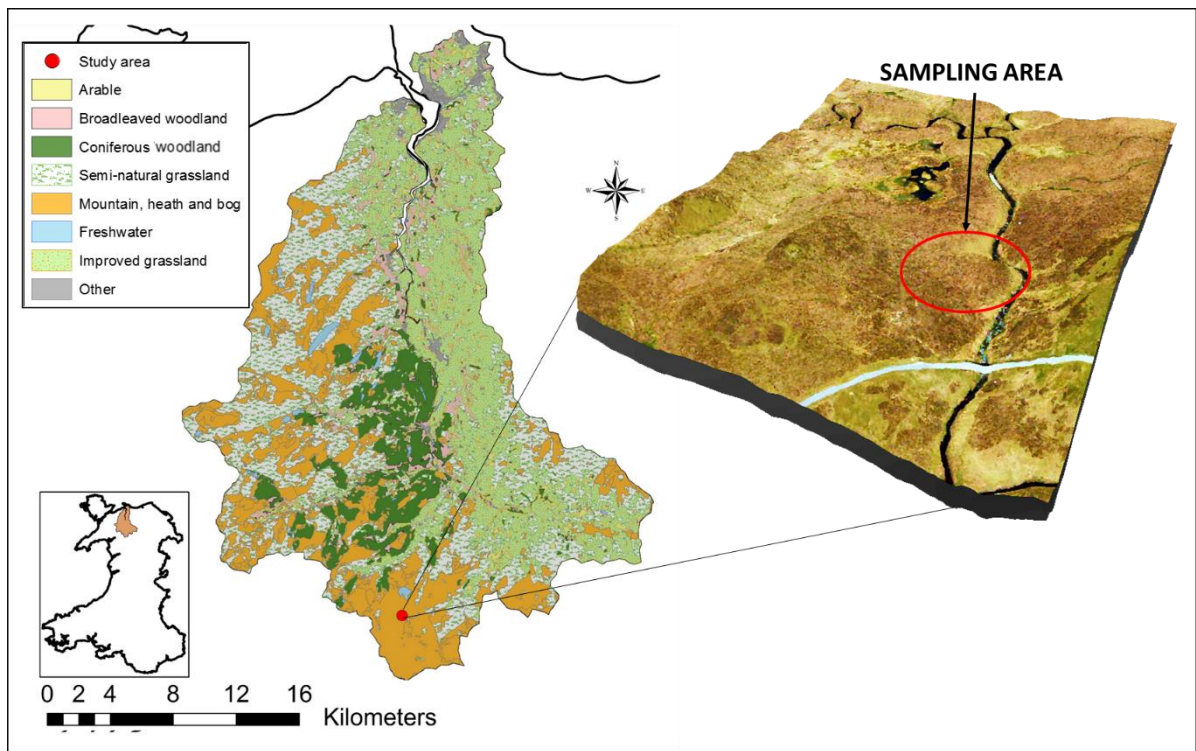 Study area
Arable
Broadleaved woodland
Coniferous woodland
Semi-natural grassland
Mountain, heath and bog
Freshwater
Improved grassland
Other
SAMPLING AREA
N
W E
S
0 2 4 8 12 16
Kilometers